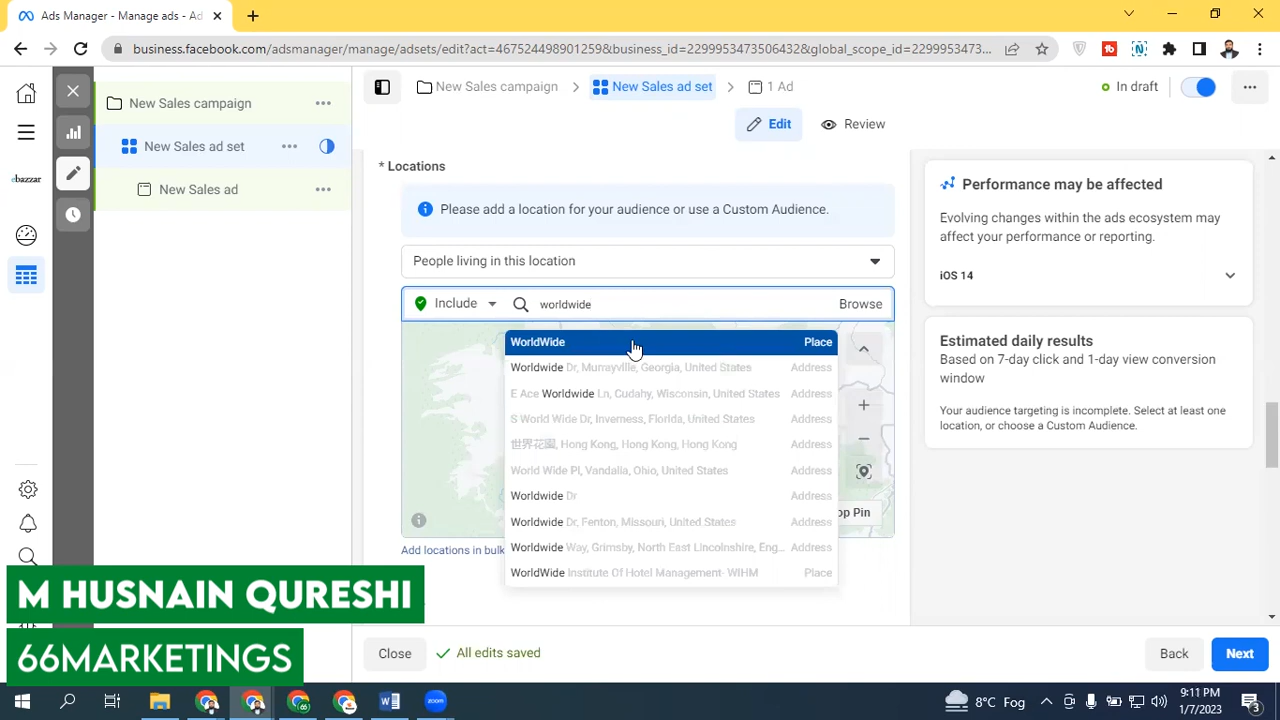 Ads Manager - Manage ads - Ad
business.facebook.com/adsmanager/manage/adsets/edit?act=467524498901259&business_id=2299953473506432&global_scope_id=2299953473...
New Sales campaign
New Sales ad set
New Sales ad
ebazzar
New Sales campaign > New Sales ad set > 1 Ad
In draft
Edit
Review
* Locations
Please add a location for your audience or use a Custom Audience.
People living in this location
Include
worldwide
Browse
WorldWide Place
Worldwide Dr, Murrayville, Georgia, United States Address
E Ace Worldwide Ln, Cudahy, Wisconsin, United States Address
S World Wide Dr, Inverness, Florida, United States Address
世界花園, Hong Kong, Hong Kong, Hong Kong Address
World Wide Pl, Vandalia, Ohio, United States Address
Worldwide Dr Address
Worldwide Dr, Fenton, Missouri, United States Address
Worldwide Way, Grimsby, North East Lincolnshire, Eng... Address
WorldWide Institute Of Hotel Management- WIHM Place
op Pin
Add locations in bulk
Performance may be affected
Evolving changes within the ads ecosystem may
affect your performance or reporting.
iOS 14
Estimated daily results
Based on 7-day click and 1-day view conversion
window
Your audience targeting is incomplete. Select at least one
location, or choose a Custom Audience.
M HUSNAIN QURESHI
66MARKETINGS
Close
All edits saved
Back
Next
zoom
8°C Fog
9:11 PM
1/7/2023
3